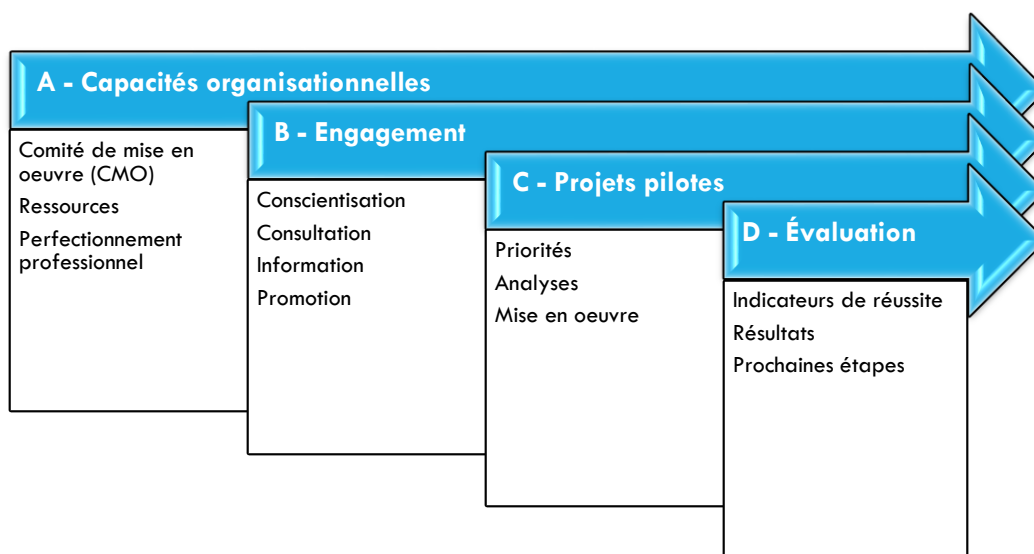 A - Capacités organisationnelles
Comité de mise en
oeuvre (CMO)
Ressources
Perfectionnement
professionnel
B - Engagement
Conscientisation
Consultation
Information
Promotion
C - Projets pilotes
Priorités
Analyses
Mise en oeuvre
D - Évaluation
Indicateurs de réussite
Résultats
Prochaines étapes